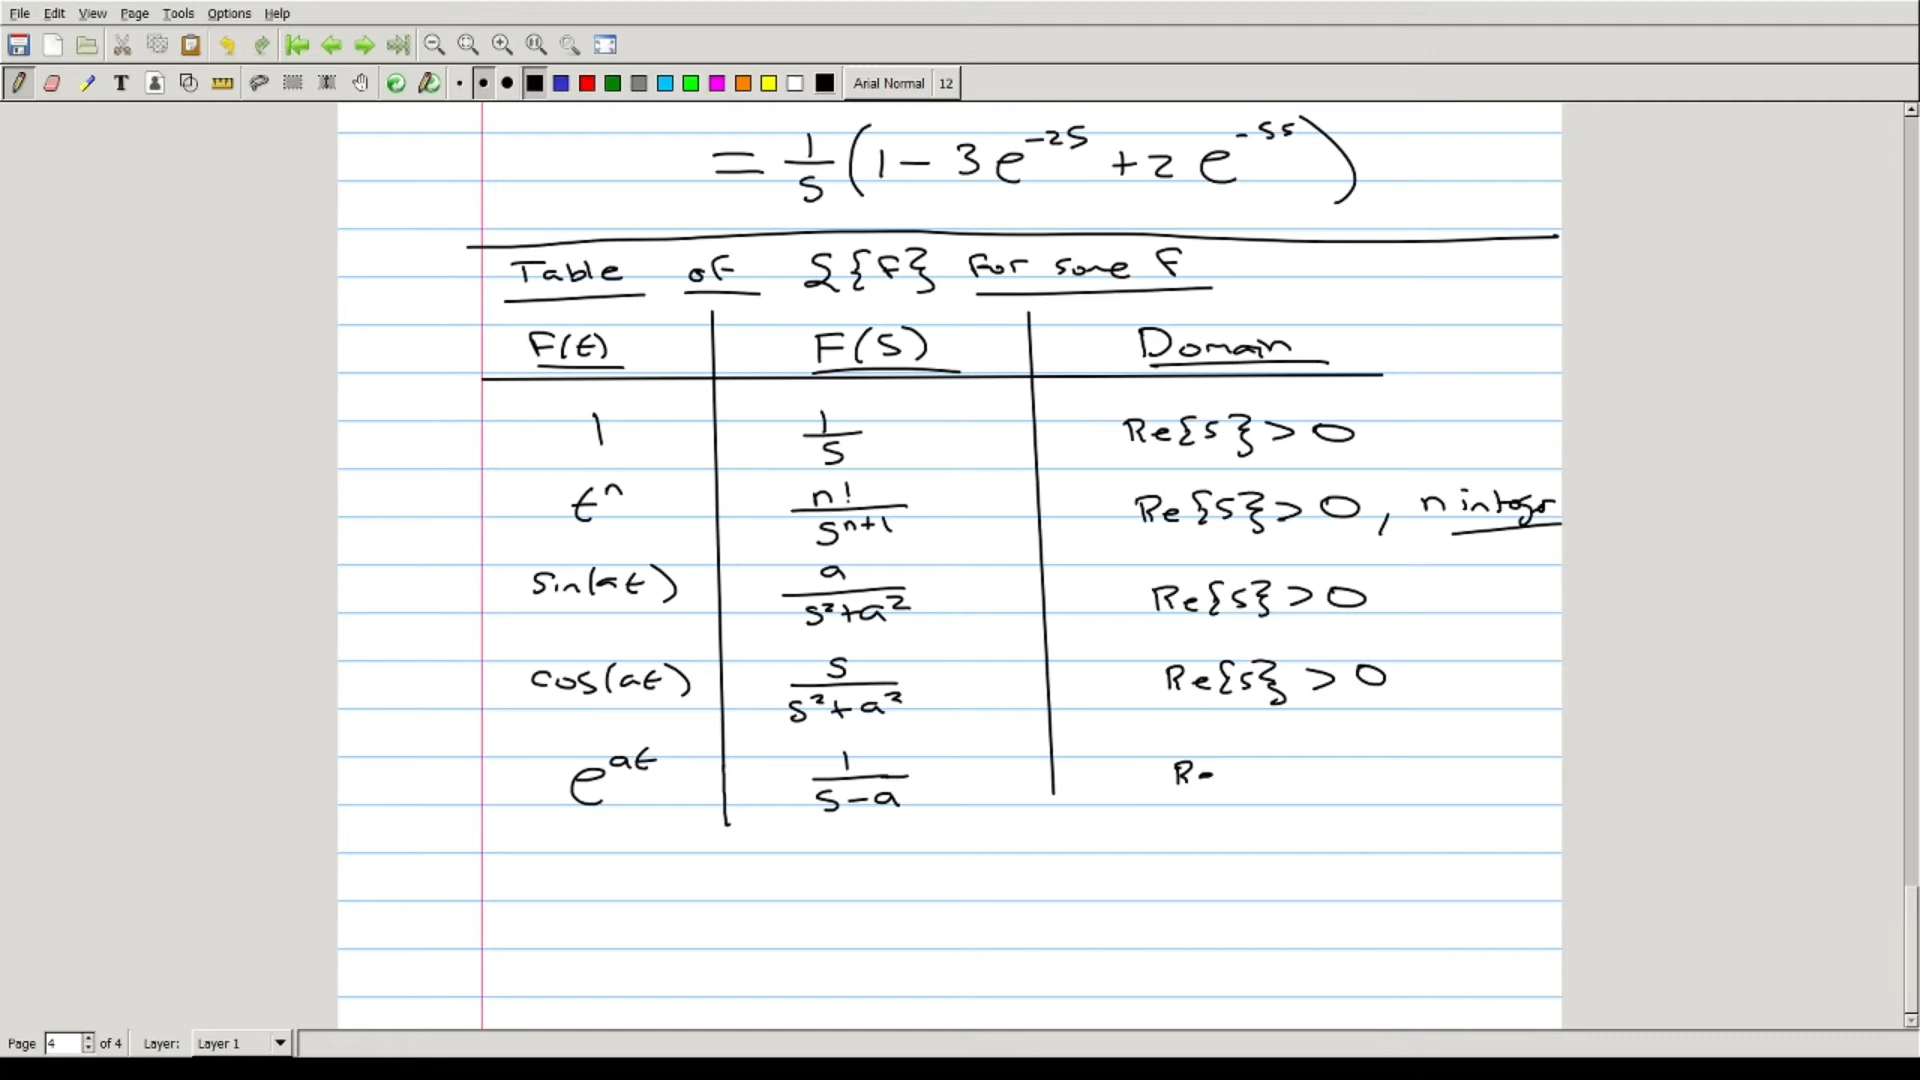 File Edit View Page Tools Options Help
Arial Normal 12
= 1/s (1 - 3e^{-2s} + 2e^{-5s})
Table of L{f} for some f
f(t) F(s) Domain
1 1/s Re{s} > 0
t^n n!/s^{n+1} Re{s} > 0, n integer
sin(at) a/(s²+a²) Re{s} > 0
cos(at) s/(s²+a²) Re{s} > 0
e^{at} 1/(s-a) Re
Page 4 of 4 Layer: Layer 1